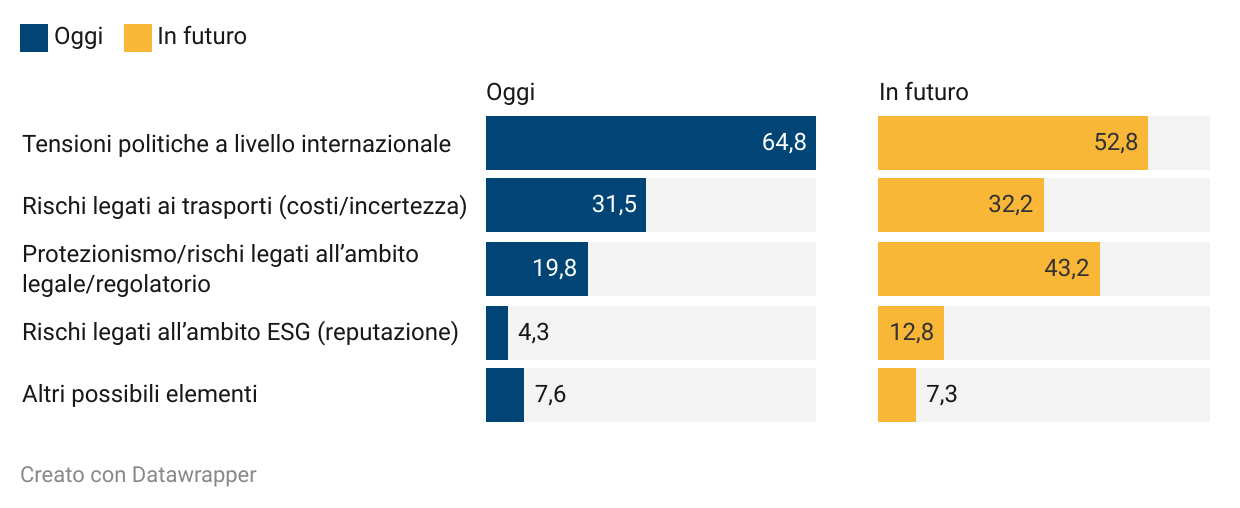 Oggi In futuro
Oggi In futuro
Tensioni politiche a livello internazionale 64,8 52,8
Rischi legati ai trasporti (costi/incertezza) 31,5 32,2
Protezionismo/rischi legati all’ambito
legale/regolatorio 19,8 43,2
Rischi legati all’ambito ESG (reputazione) 4,3 12,8
Altri possibili elementi 7,6 7,3
Creato con Datawrapper